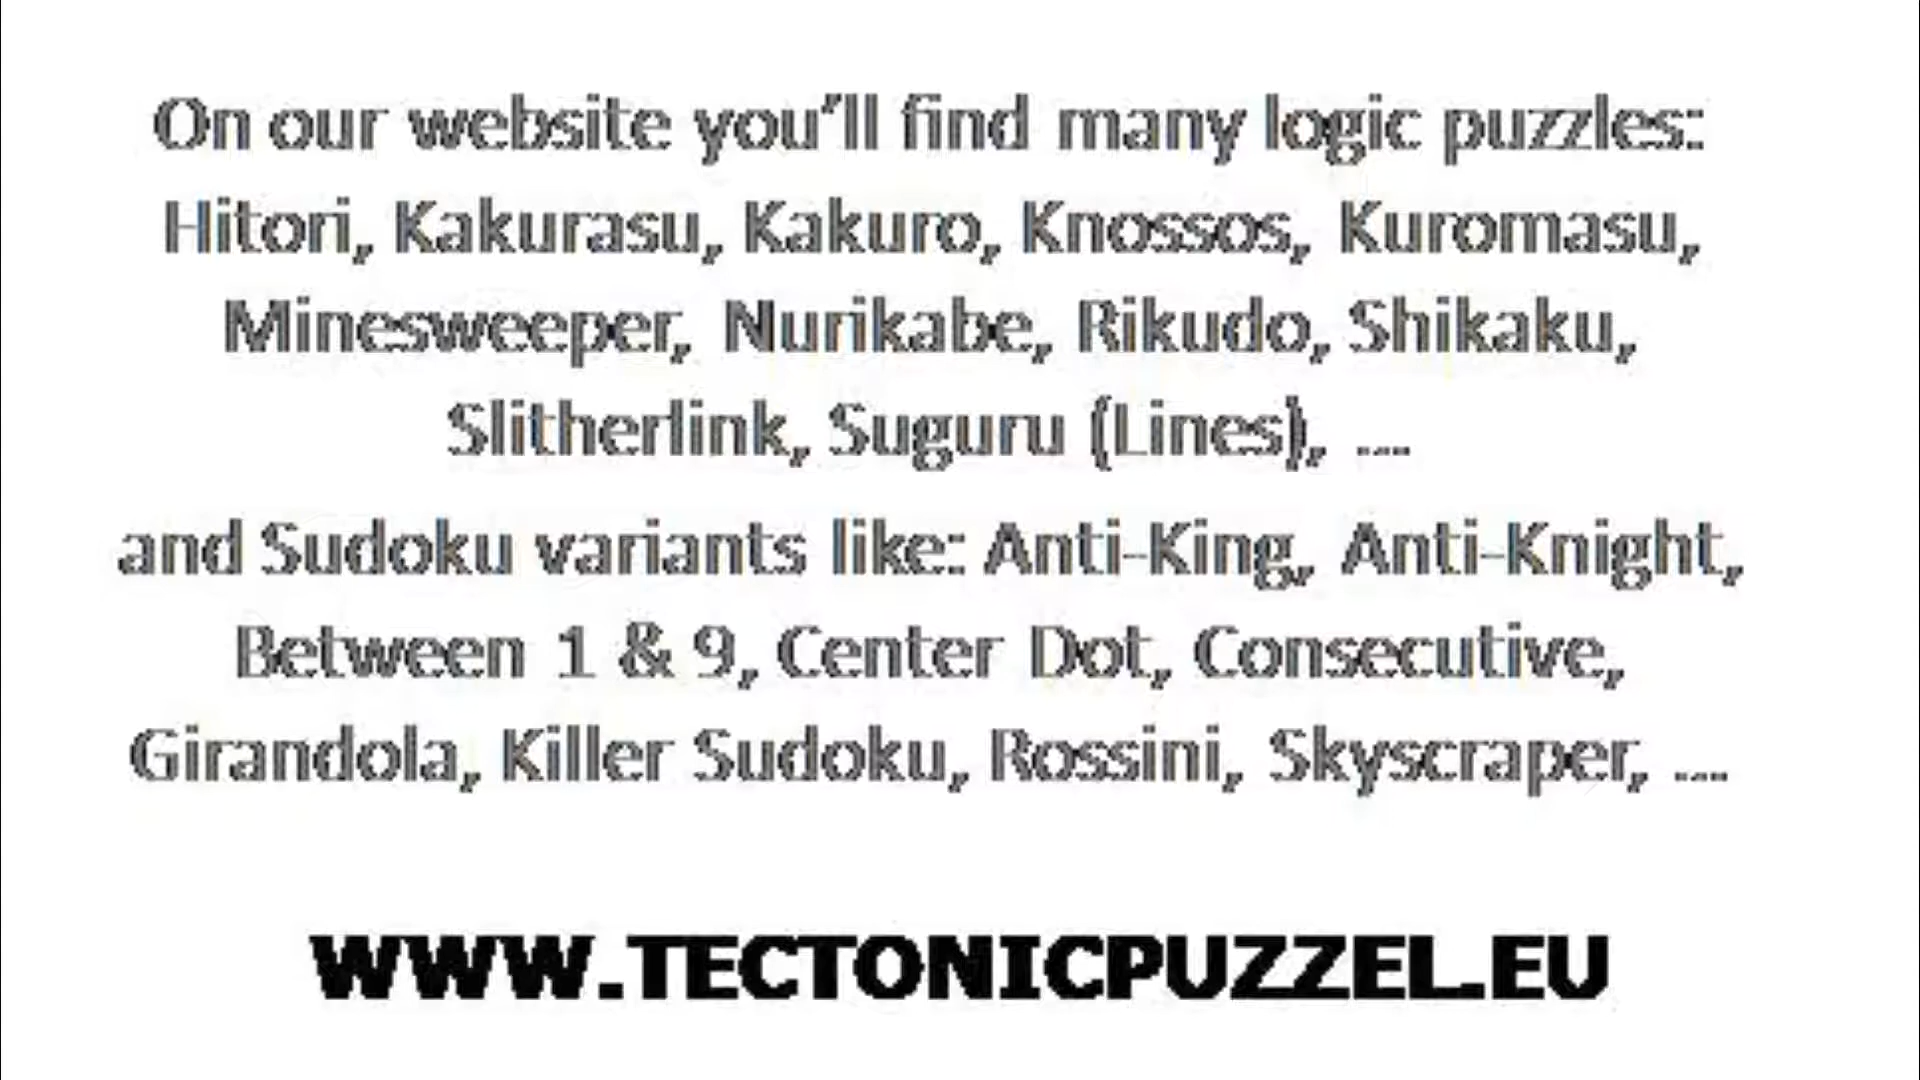 On our website you'll find many logic puzzles:
Hitori, Kakurasu, Kakuro, Knossos, Kuromasu,
Minesweeper, Nurikabe, Rikudo, Shikaku,
Slitherlink, Suguru (Lines), ...
and Sudoku variants like: Anti-King, Anti-Knight,
Between 1 & 9, Center Dot, Consecutive,
Girandola, Killer Sudoku, Rossini, Skyscraper, ...
WWW.TECTONICPUZZEL.EU